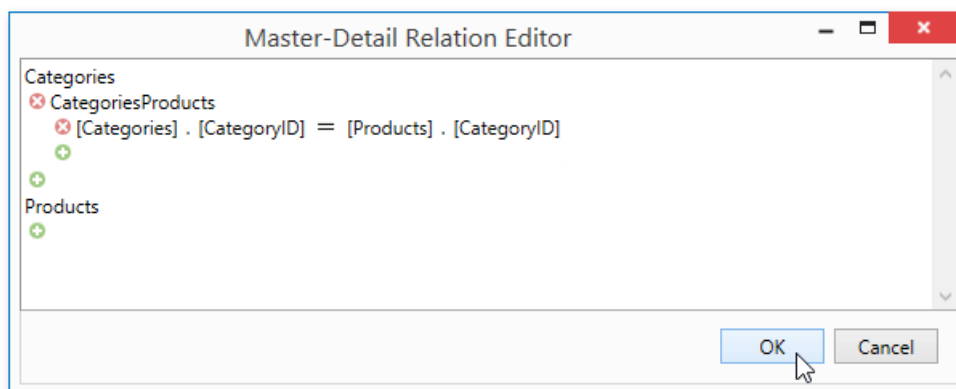 Master-Detail Relation Editor
Categories
CategoriesProducts
[Categories] . [CategoryID] = [Products] . [CategoryID]
Products
OK Cancel